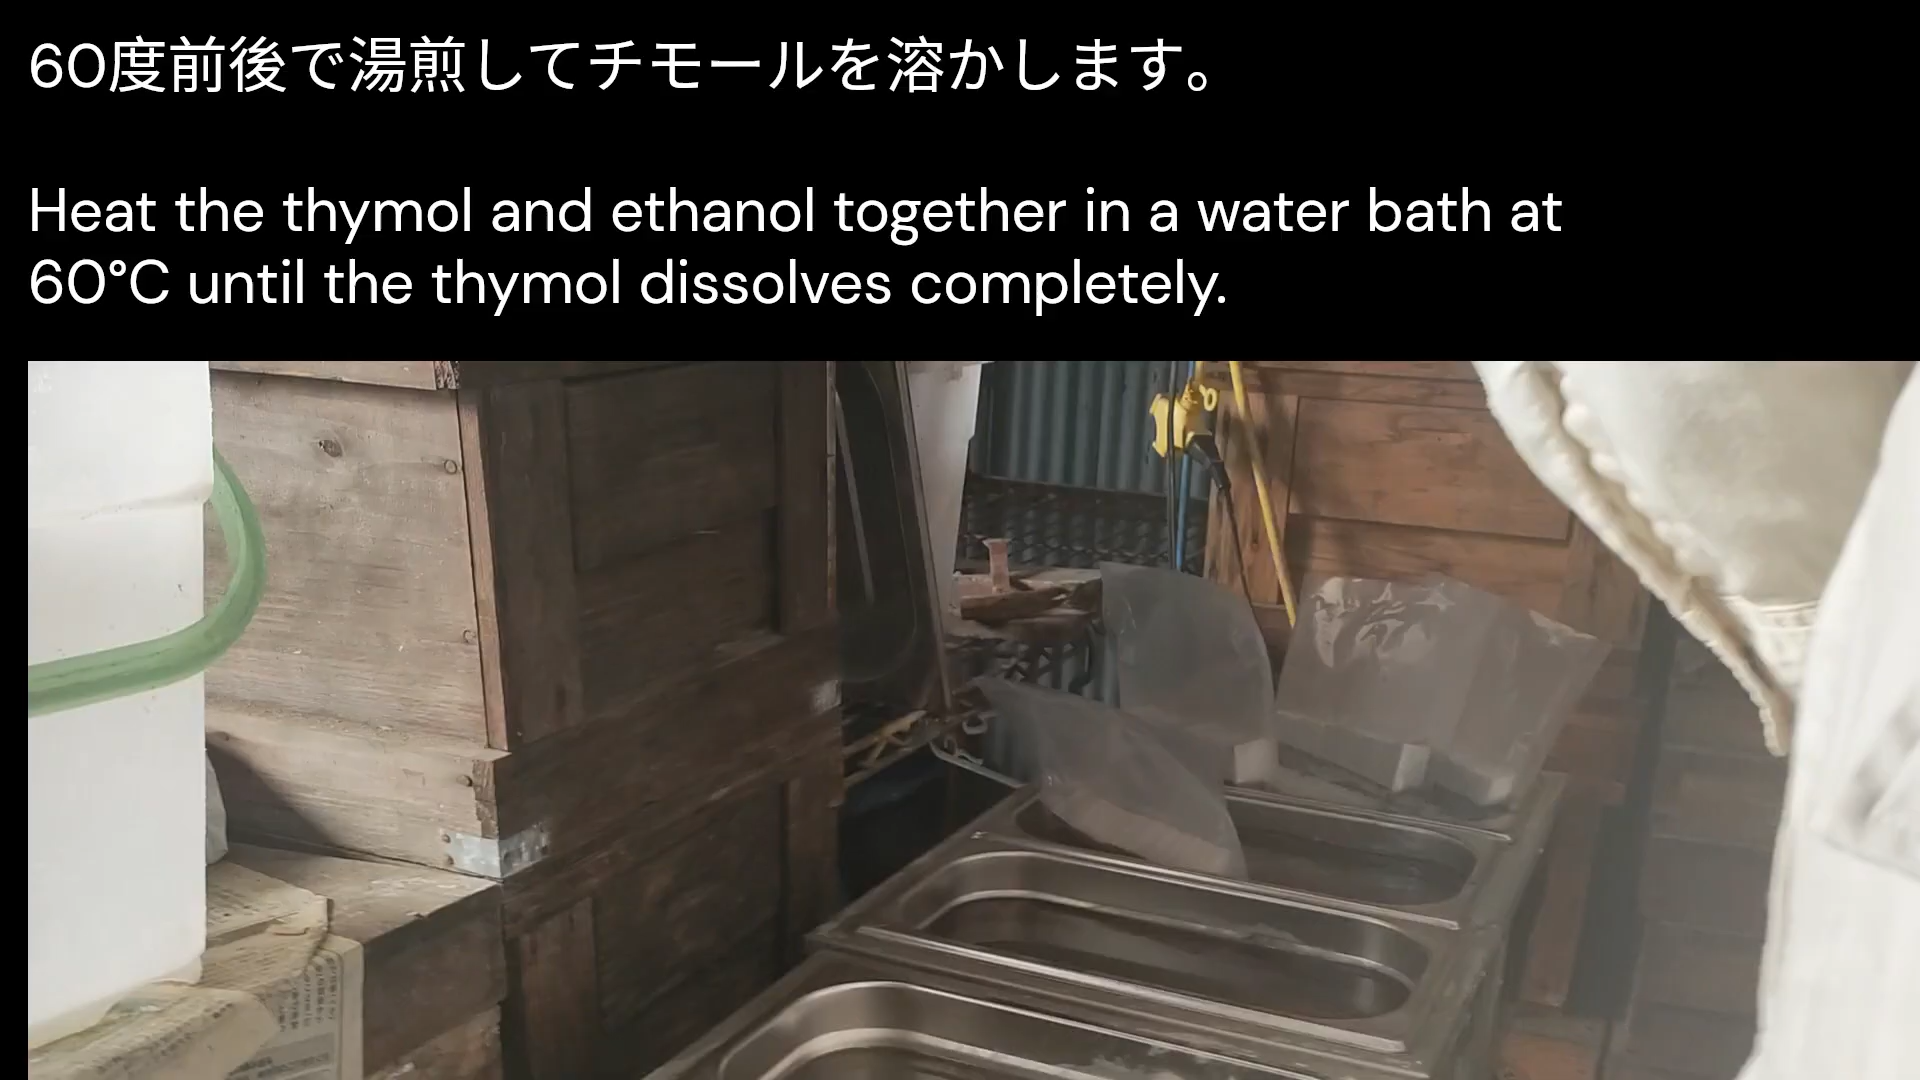 60度前後で湯煎してチモールを溶かします。
Heat the thymol and ethanol together in a water bath at
60°C until the thymol dissolves completely.